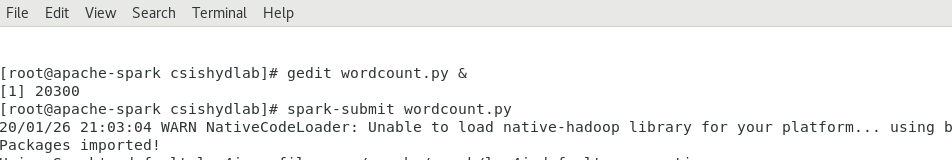 File Edit View Search Terminal Help
[root@apache-spark csishydlab]# gedit wordcount.py &
[1] 20300
[root@apache-spark csishydlab]# spark-submit wordcount.py
20/01/26 21:03:04 WARN NativeCodeLoader: Unable to load native-hadoop library for your platform... using b
Packages imported!